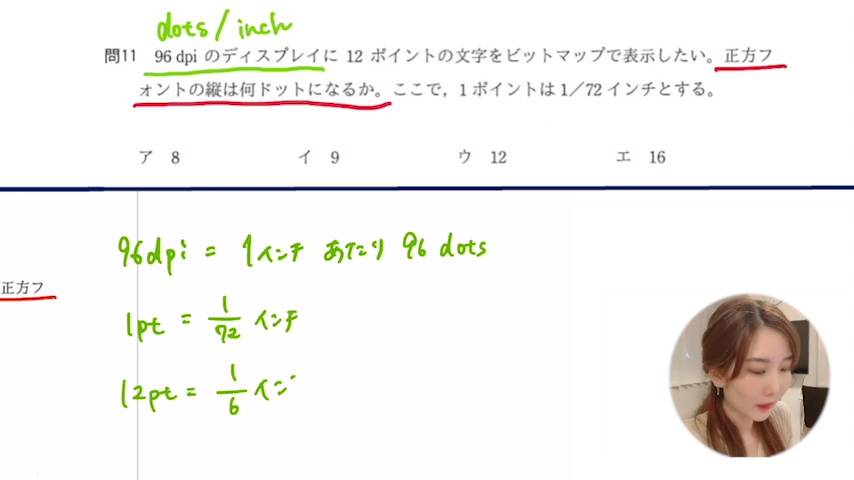 dots / inch
問11 96 dpi のディスプレイに 12 ポイントの文字をビットマップで表示したい。正方フ
ォントの縦は何ドットになるか。ここで，1 ポイントは 1／72 インチとする。
ア 8 イ 9 ウ 12 エ 16
96dpi = 1インチ あたり 96 dots
正方フ
1pt = 1/72 インチ
12pt = 1/6 イン